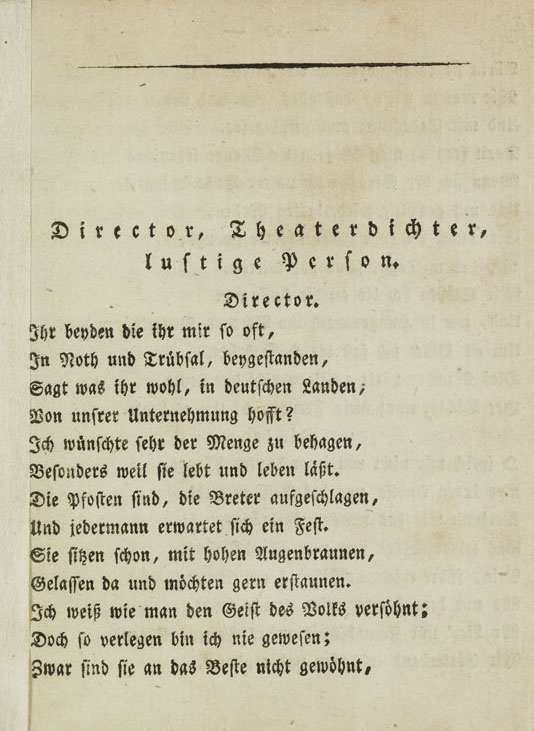 Director, Theaterdichter,
lustige Person.
Director.
Ihr beyden die ihr mir so oft,
In Noth und Trübsal, beygestanden,
Sagt was ihr wohl, in deutschen Landen,
Von unsrer Unternehmung hofft?
Ich wünschte sehr der Menge zu behagen,
Besonders weil sie lebt und leben läßt.
Die Pfosten sind, die Breter aufgeschlagen,
Und jedermann erwartet sich ein Fest.
Sie sitzen schon, mit hohen Augenbraunen,
Gelassen da und möchten gern erstaunen.
Ich weiß wie man den Geist des Volks versöhnt;
Doch so verlegen bin ich nie gewesen;
Zwar sind sie an das Beste nicht gewöhnt,